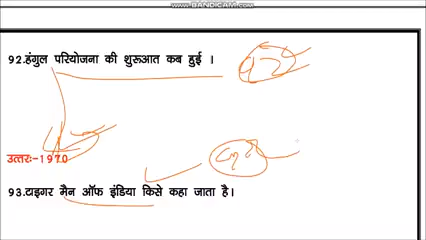 www.BANDICAM.COM
92.हंगुल परियोजना की शुरूआत कब हुई ।
उत्तरः-1970
93.टाइगर मैन ऑफ इंडिया किसे कहा जाता है।